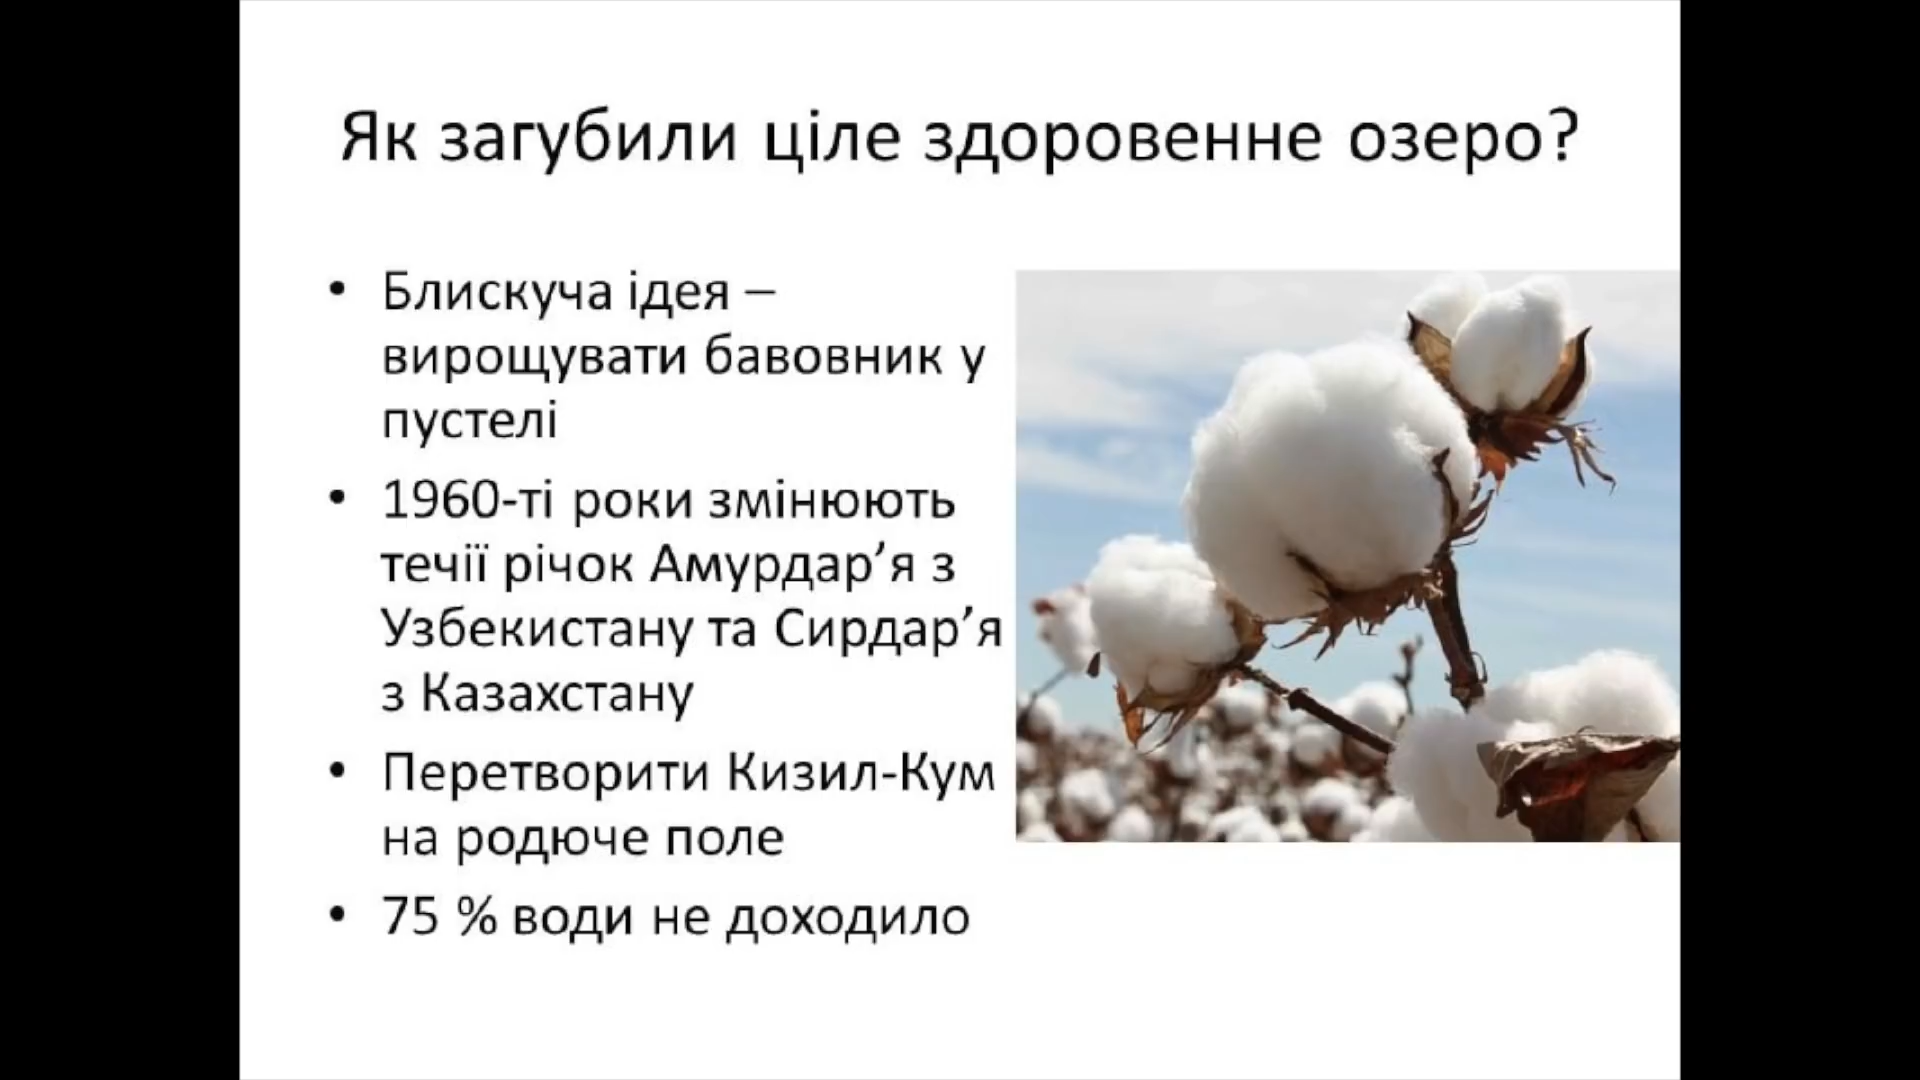 Як загубили ціле здоровенне озеро?
• Блискуча ідея –
вирощувати бавовник у
пустелі
• 1960-ті роки змінюють
течії річок Амурдар’я з
Узбекистану та Сирдар’я
з Казахстану
• Перетворити Кизил-Кум
на родюче поле
• 75 % води не доходило